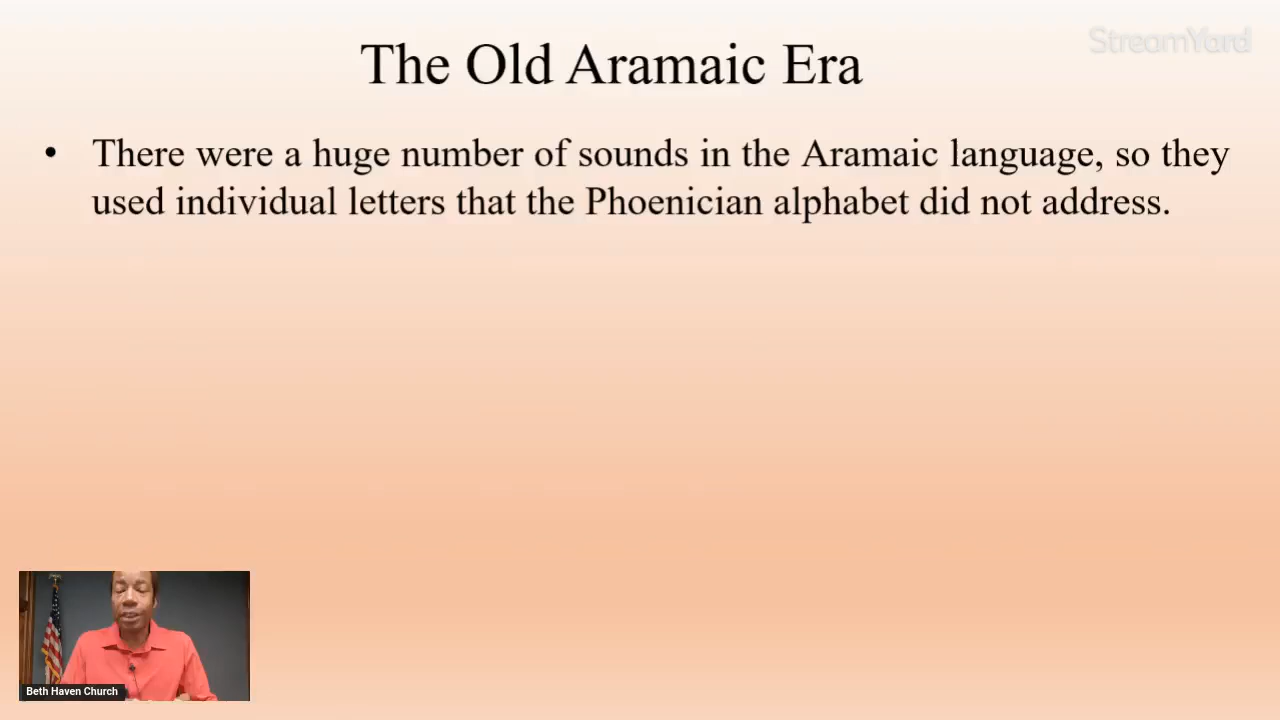 StreamYard
The Old Aramaic Era
• There were a huge number of sounds in the Aramaic language, so they
used individual letters that the Phoenician alphabet did not address.
Beth Haven Church